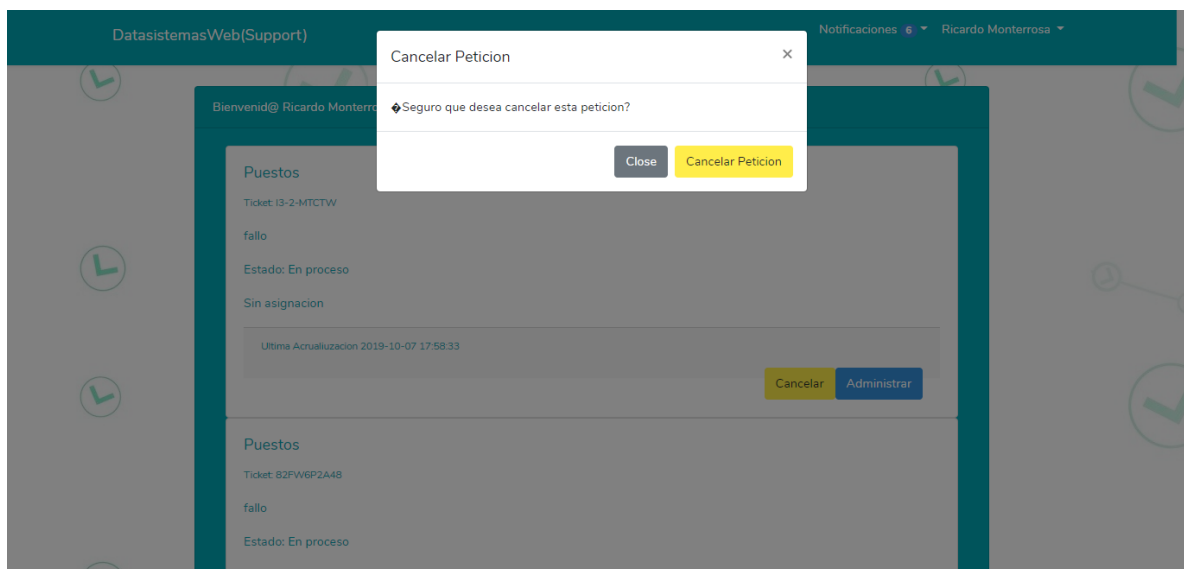 DatasistemasWeb(Support)
Notificaciones 6 Ricardo Monterrosa
Cancelar Peticion ×
�Seguro que desea cancelar esta peticion?
Close Cancelar Peticion
Bienvenid@ Ricardo
Puestos
Ticket: I3-2-MTCTW
fallo
Estado: En proceso
Sin asignacion
Ultima Acrualiuzacion 2019-10-07 17:58:33
Cancelar Administrar
Puestos
Ticket: 82FW6P2A48
fallo
Estado: En proceso